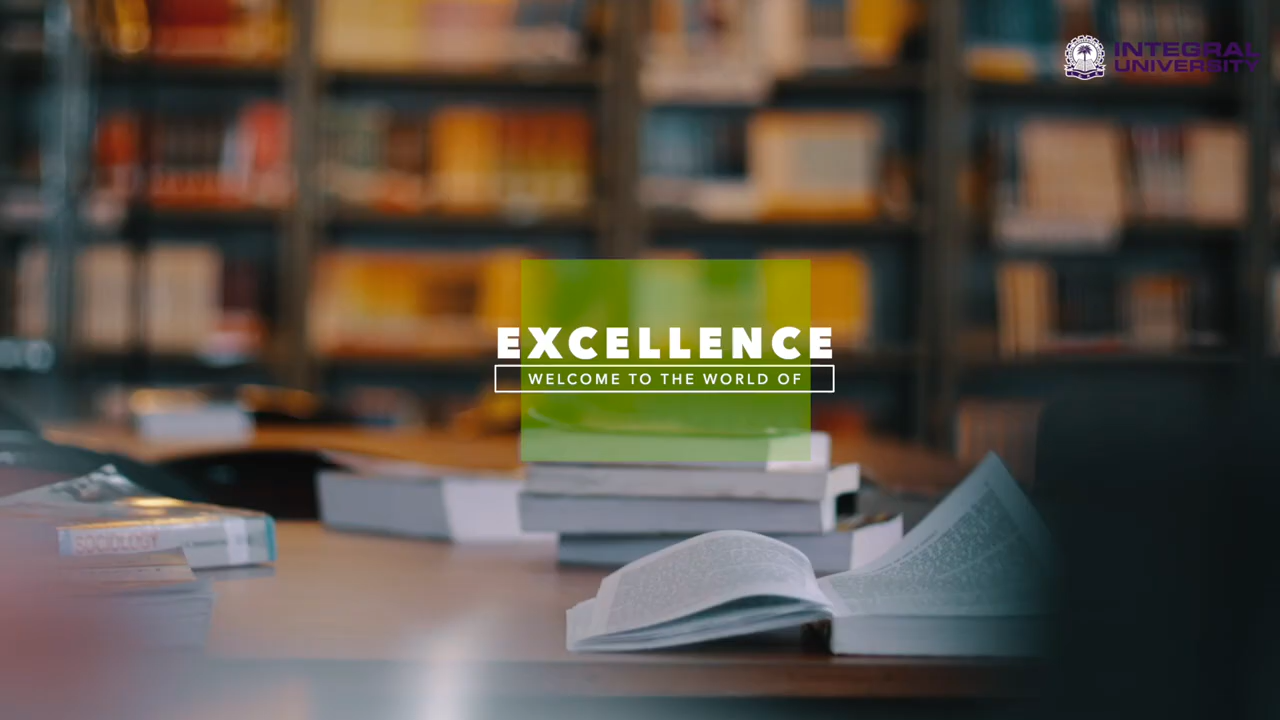 INTEGRAL
UNIVERSITY
EXCELLENCE
WELCOME TO THE WORLD OF
SOCIOLOGY